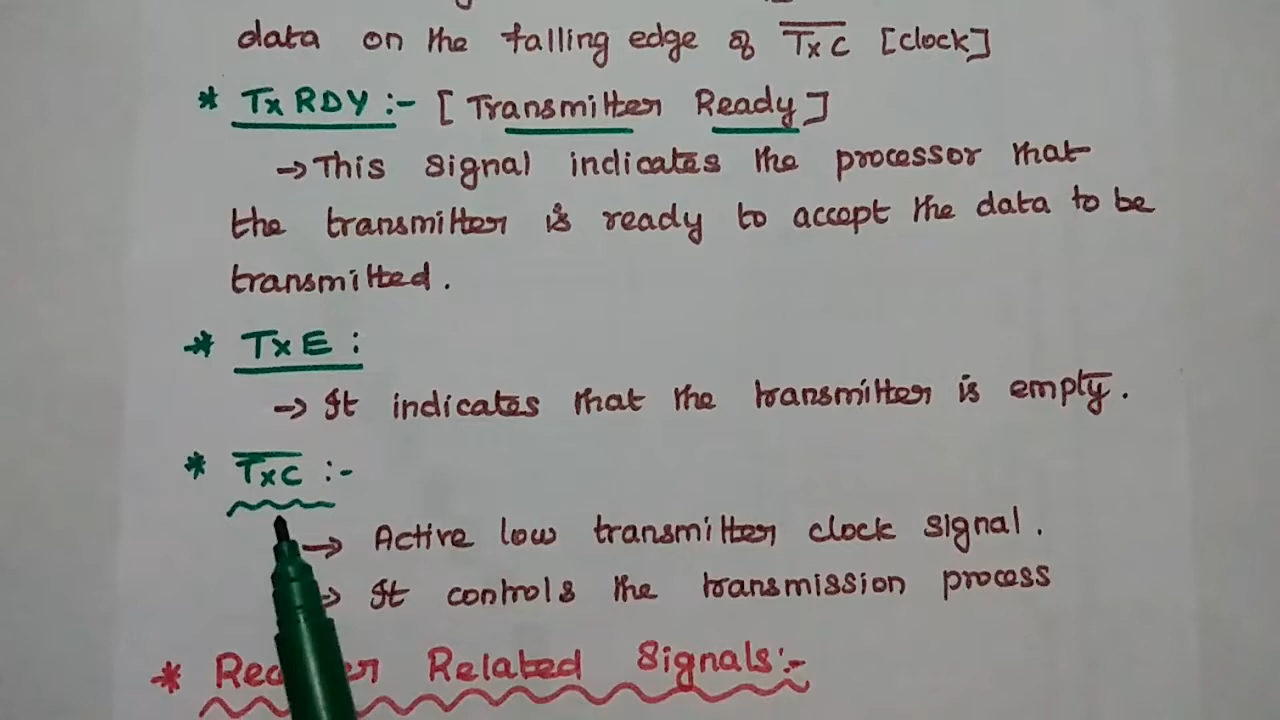 data on the falling edge of T̅x̅C̅ [clock]
* TxRDY :- [Transmitter Ready]
→ This signal indicates the processor that
the transmitter is ready to accept the data to be
transmitted.
* TxE :
→ It indicates that the transmitter is empty.
* T̅x̅C̅ :-
→ Active low transmitter clock signal.
→ It controls the transmission process
* Related Signals:-